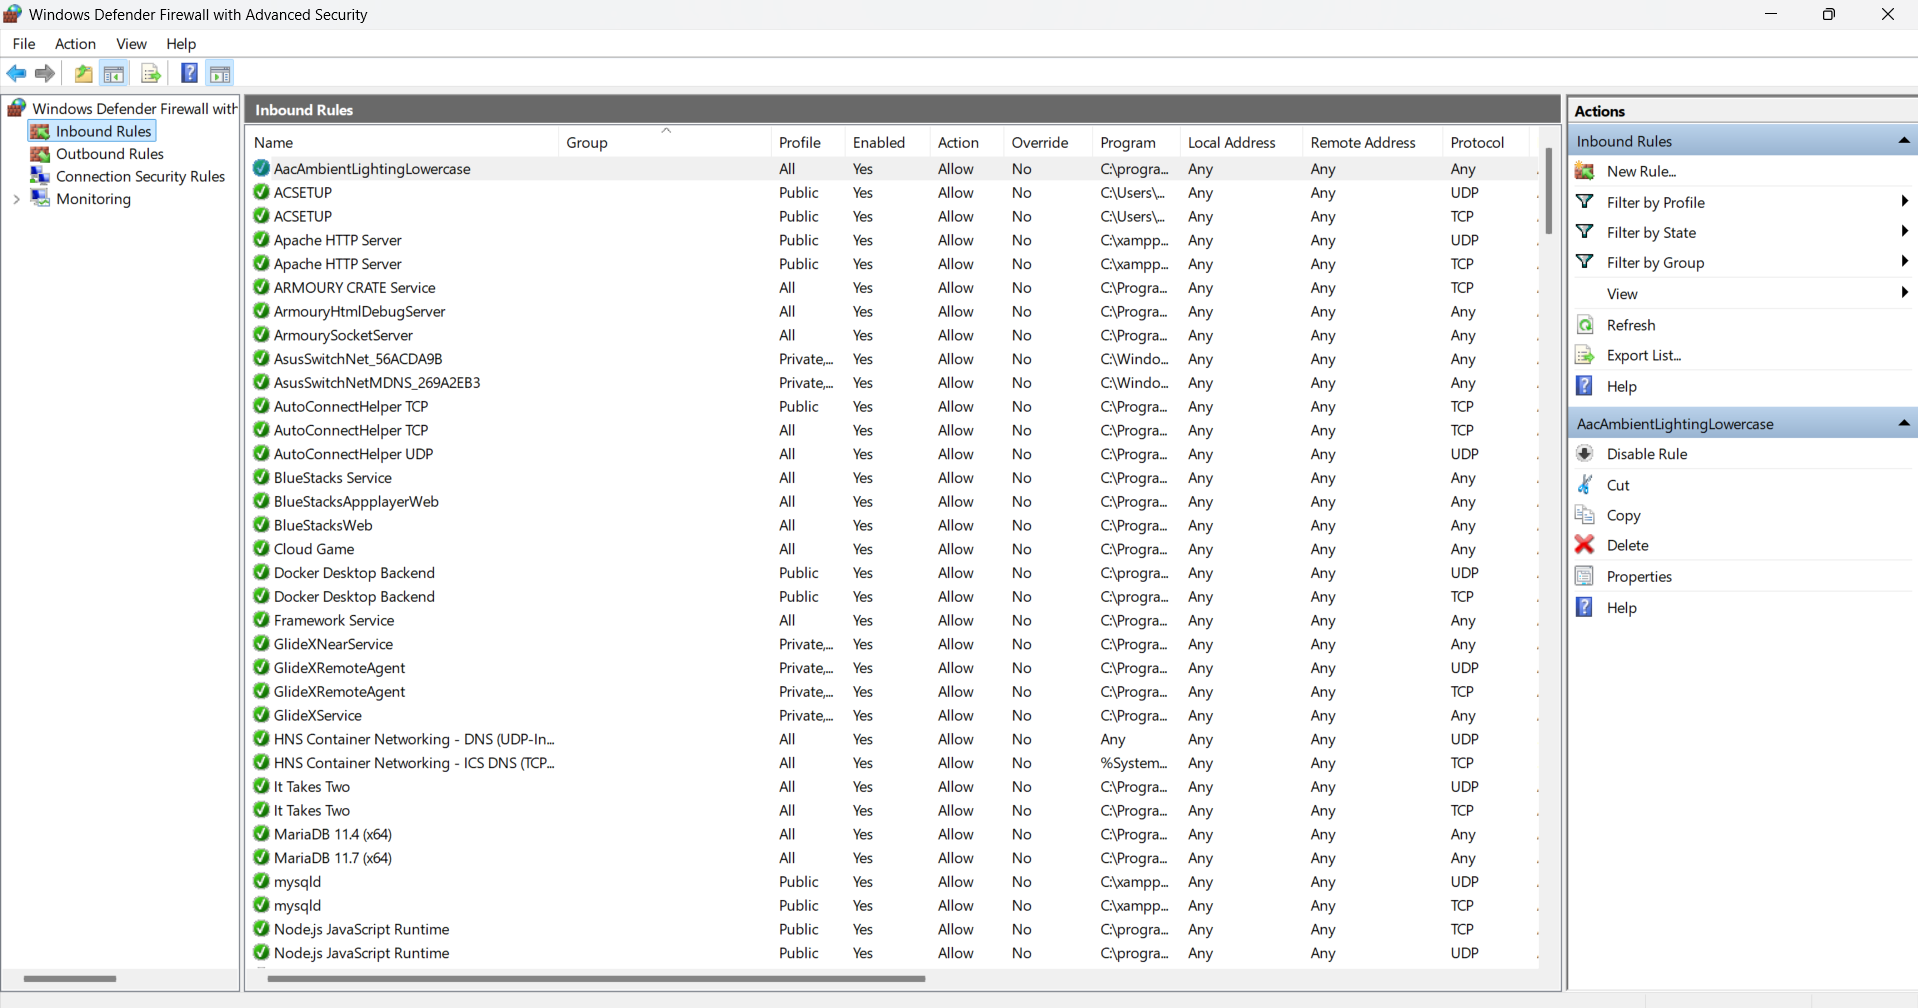 Windows Defender Firewall with Advanced Security
File Action View Help
Windows Defender Firewall with
Inbound Rules
Outbound Rules
Connection Security Rules
Monitoring
Inbound Rules
Name Group Profile Enabled Action Override Program Local Address Remote Address Protocol
AacAmbientLightingLowercase All Yes Allow No C:\progra... Any Any Any
ACSETUP Public Yes Allow No C:\Users\... Any Any UDP
ACSETUP Public Yes Allow No C:\Users\... Any Any TCP
Apache HTTP Server Public Yes Allow No C:\xampp... Any Any UDP
Apache HTTP Server Public Yes Allow No C:\xampp... Any Any TCP
ARMOURY CRATE Service All Yes Allow No C:\Progra... Any Any TCP
ArmouryHtmlDebugServer All Yes Allow No C:\Progra... Any Any Any
ArmourySocketServer All Yes Allow No C:\Progra... Any Any Any
AsusSwitchNet_56ACDA9B Private,... Yes Allow No C:\Windo... Any Any Any
AsusSwitchNetMDNS_269A2EB3 Private,... Yes Allow No C:\Windo... Any Any Any
AutoConnectHelper TCP Public Yes Allow No C:\Progra... Any Any TCP
AutoConnectHelper TCP All Yes Allow No C:\Progra... Any Any TCP
AutoConnectHelper UDP All Yes Allow No C:\Progra... Any Any UDP
BlueStacks Service All Yes Allow No C:\Progra... Any Any Any
BlueStacksAppplayerWeb All Yes Allow No C:\Progra... Any Any Any
BlueStacksWeb All Yes Allow No C:\Progra... Any Any Any
Cloud Game All Yes Allow No C:\Progra... Any Any Any
Docker Desktop Backend Public Yes Allow No C:\progra... Any Any UDP
Docker Desktop Backend Public Yes Allow No C:\progra... Any Any TCP
Framework Service All Yes Allow No C:\Progra... Any Any Any
GlideXNearService Private,... Yes Allow No C:\Progra... Any Any Any
GlideXRemoteAgent Private,... Yes Allow No C:\Progra... Any Any UDP
GlideXRemoteAgent Private,... Yes Allow No C:\Progra... Any Any TCP
GlideXService Private,... Yes Allow No C:\Progra... Any Any Any
HNS Container Networking - DNS (UDP-In... All Yes Allow No Any Any Any UDP
HNS Container Networking - ICS DNS (TCP... All Yes Allow No %System... Any Any TCP
It Takes Two All Yes Allow No C:\Progra... Any Any UDP
It Takes Two All Yes Allow No C:\Progra... Any Any TCP
MariaDB 11.4 (x64) All Yes Allow No C:\Progra... Any Any Any
MariaDB 11.7 (x64) All Yes Allow No C:\Progra... Any Any Any
mysqld Public Yes Allow No C:\xampp... Any Any UDP
mysqld Public Yes Allow No C:\xampp... Any Any TCP
Node.js JavaScript Runtime Public Yes Allow No C:\progra... Any Any TCP
Node.js JavaScript Runtime Public Yes Allow No C:\progra... Any Any UDP
Actions
Inbound Rules
New Rule...
Filter by Profile
Filter by State
Filter by Group
View
Refresh
Export List...
Help
AacAmbientLightingLowercase
Disable Rule
Cut
Copy
Delete
Properties
Help